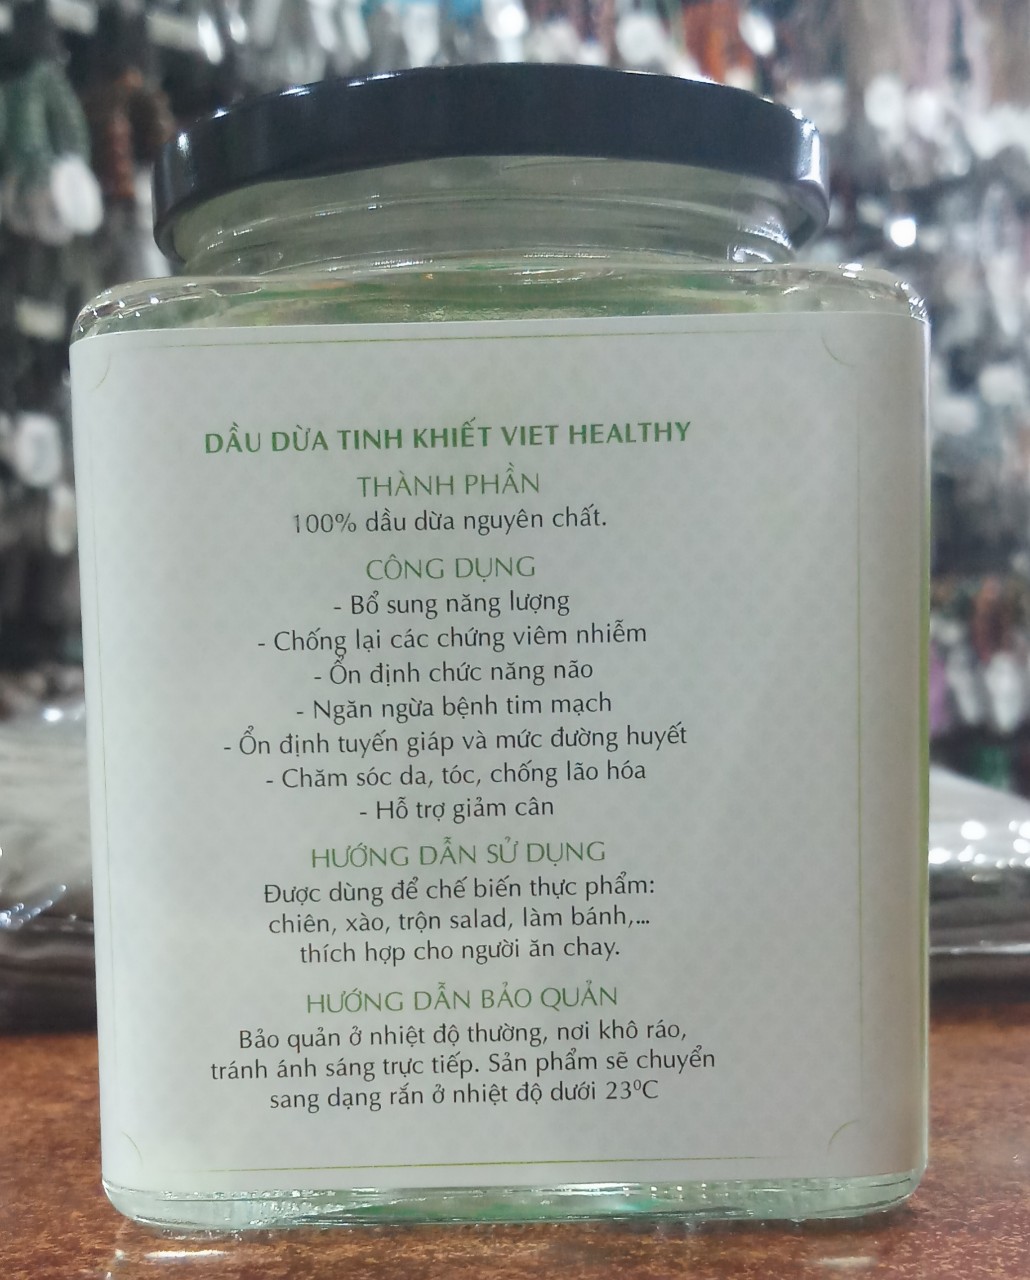 DẦU DỪA TINH KHIẾT VIET HEALTHY
THÀNH PHẦN
100% dầu dừa nguyên chất.
CÔNG DỤNG
- Bổ sung năng lượng
- Chống lại các chứng viêm nhiễm
- Ổn định chức năng não
- Ngăn ngừa bệnh tim mạch
- Ổn định tuyến giáp và mức đường huyết
- Chăm sóc da, tóc, chống lão hóa
- Hỗ trợ giảm cân
HƯỚNG DẪN SỬ DỤNG
Được dùng để chế biến thực phẩm:
chiên, xào, trộn salad, làm bánh,...
thích hợp cho người ăn chay.
HƯỚNG DẪN BẢO QUẢN
Bảo quản ở nhiệt độ thường, nơi khô ráo,
tránh ánh sáng trực tiếp. Sản phẩm sẽ chuyển
sang dạng rắn ở nhiệt độ dưới 23⁰C